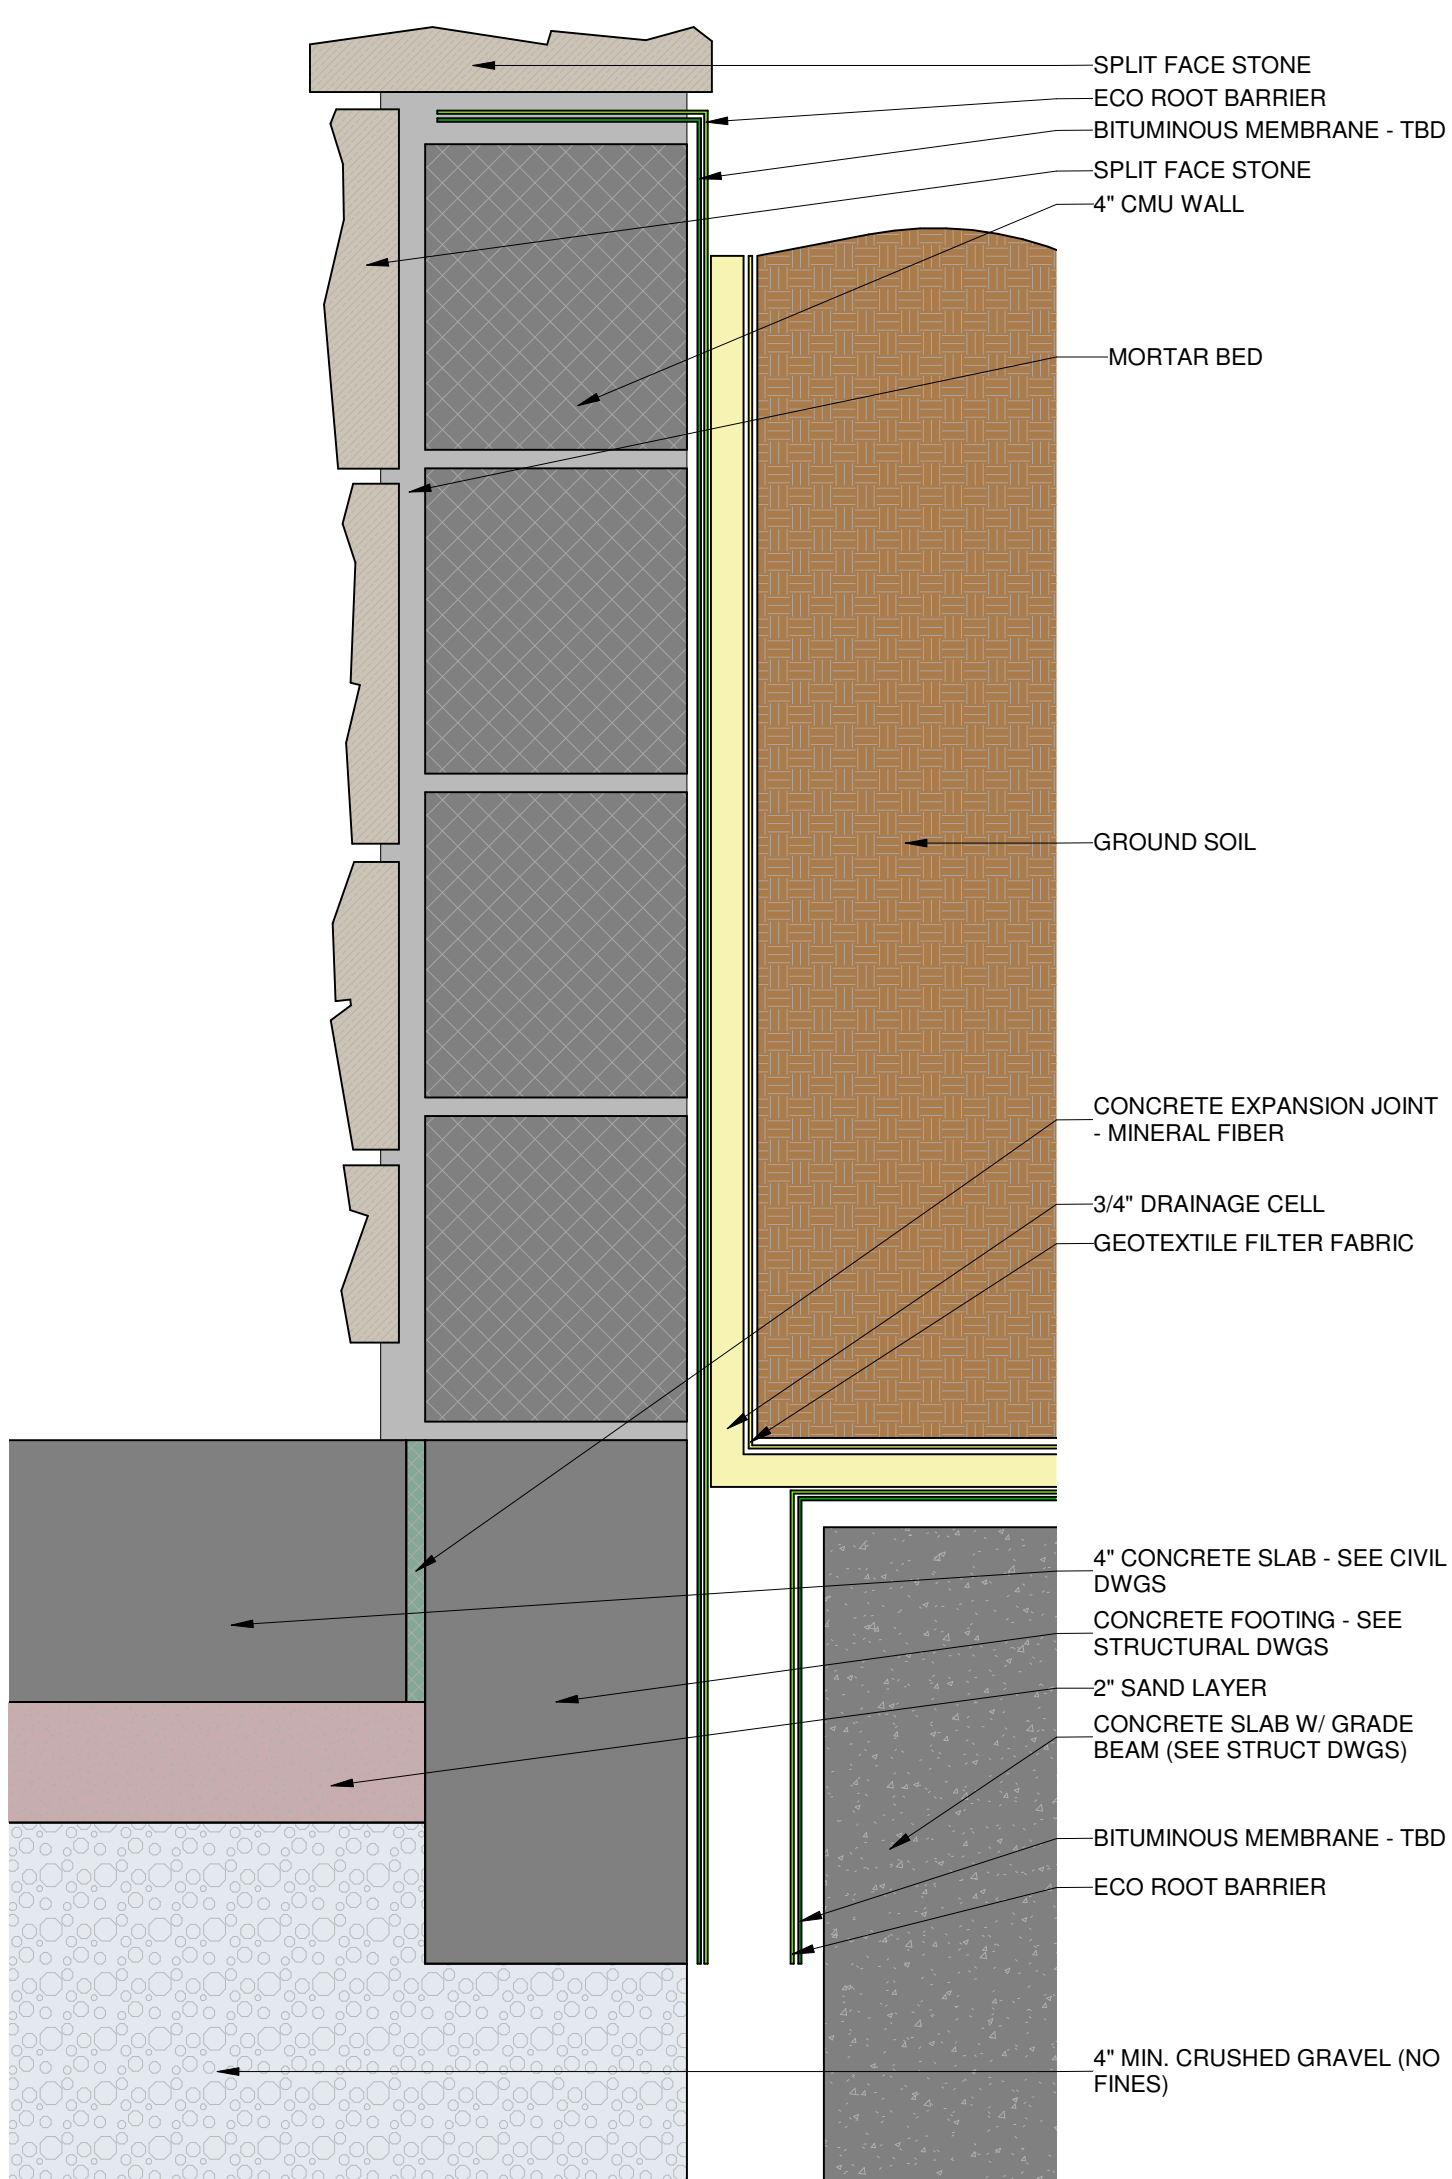 SPLIT FACE STONE
ECO ROOT BARRIER
BITUMINOUS MEMBRANE - TBD
SPLIT FACE STONE
4" CMU WALL
MORTAR BED
GROUND SOIL
CONCRETE EXPANSION JOINT
- MINERAL FIBER
3/4" DRAINAGE CELL
GEOTEXTILE FILTER FABRIC
4" CONCRETE SLAB - SEE CIVIL
DWGS
CONCRETE FOOTING - SEE
STRUCTURAL DWGS
2" SAND LAYER
CONCRETE SLAB W/ GRADE
BEAM (SEE STRUCT DWGS)
BITUMINOUS MEMBRANE - TBD
ECO ROOT BARRIER
4" MIN. CRUSHED GRAVEL (NO
FINES)